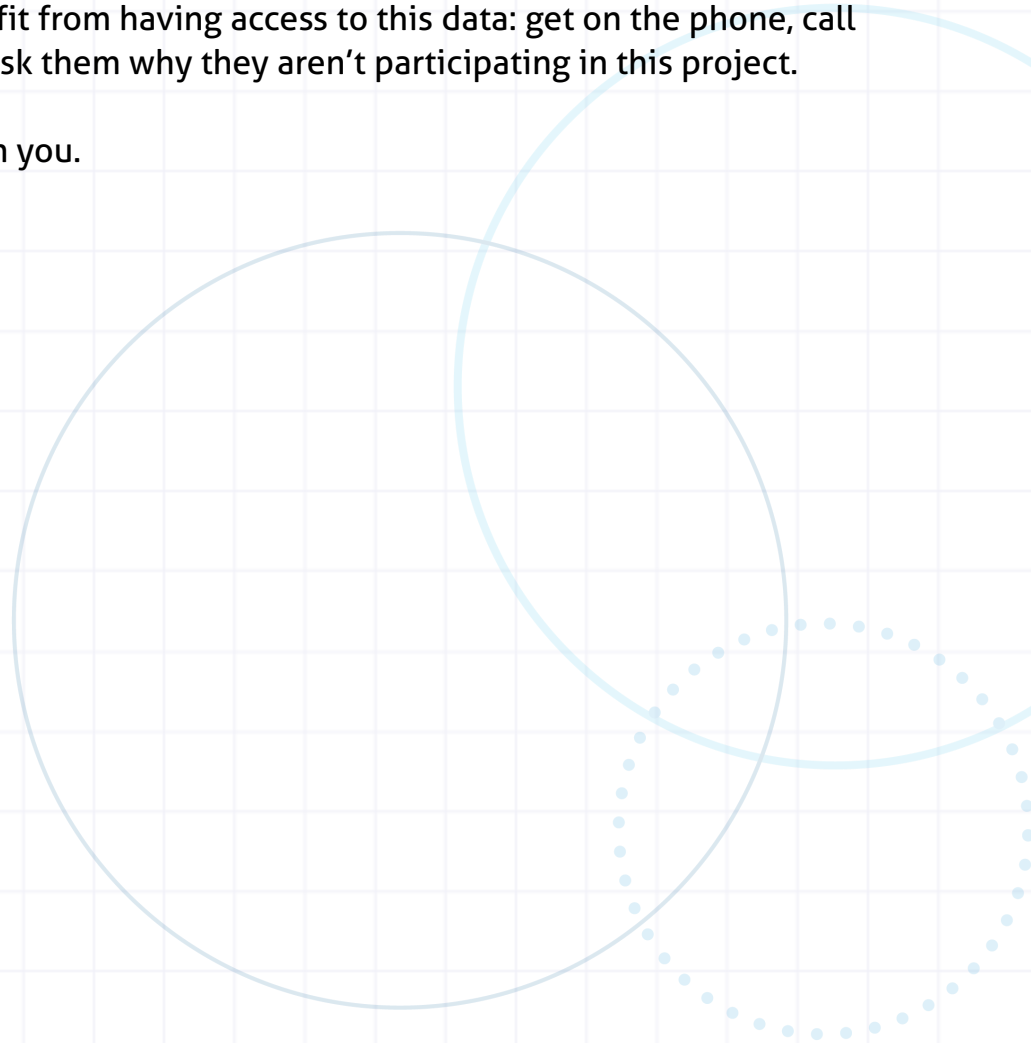 fit from having access to this data: get on the phone, call
sk them why they aren’t participating in this project.
you.